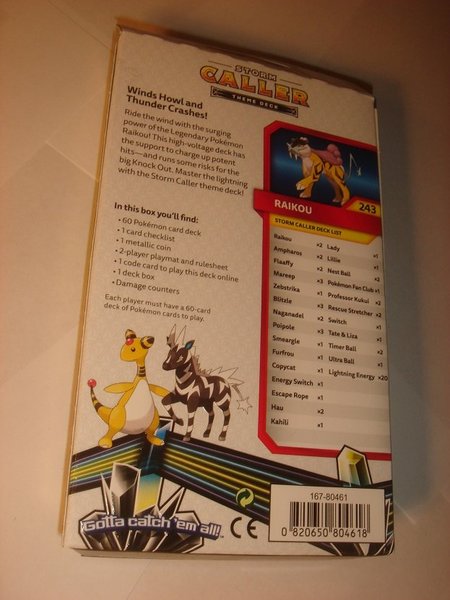 STORM
CALLER
THEME DECK
Winds Howl and
Thunder Crashes!
Ride the wind with the surging
power of the Legendary Pokémon
Raikou! This high-voltage deck has
the support to charge up potent
hits—and runs some risks for the
big Knock Out. Master the lightning
with the Storm Caller theme deck!
In this box you'll find:
• 60 Pokémon card deck
• 1 card checklist
• 1 metallic coin
• 2-player playmat and rulesheet
• 1 code card to play this deck online
• 1 deck box
• Damage counters
Each player must have a 60-card
deck of Pokémon cards to play.
RAIKOU 243
STORM CALLER DECK LIST
Raikou ×2 Lady ×1
Ampharos ×2 Lillie ×1
Flaaffy ×2 Nest Ball ×2
Mareep ×3 Pokémon Fan Club ×1
Zebstrika ×1 Professor Kukui ×2
Blitzle ×3 Rescue Stretcher ×2
Naganadel ×2 Switch ×1
Poipole ×3 Tate & Liza ×1
Smeargle ×1 Timer Ball ×2
Furfrou ×1 Ultra Ball ×1
Copycat ×1 Lightning Energy ×20
Energy Switch ×1
Escape Rope ×1
Hau ×2
Kahili ×1
Gotta catch 'em all!
CE
167-80461
0 820650 804618